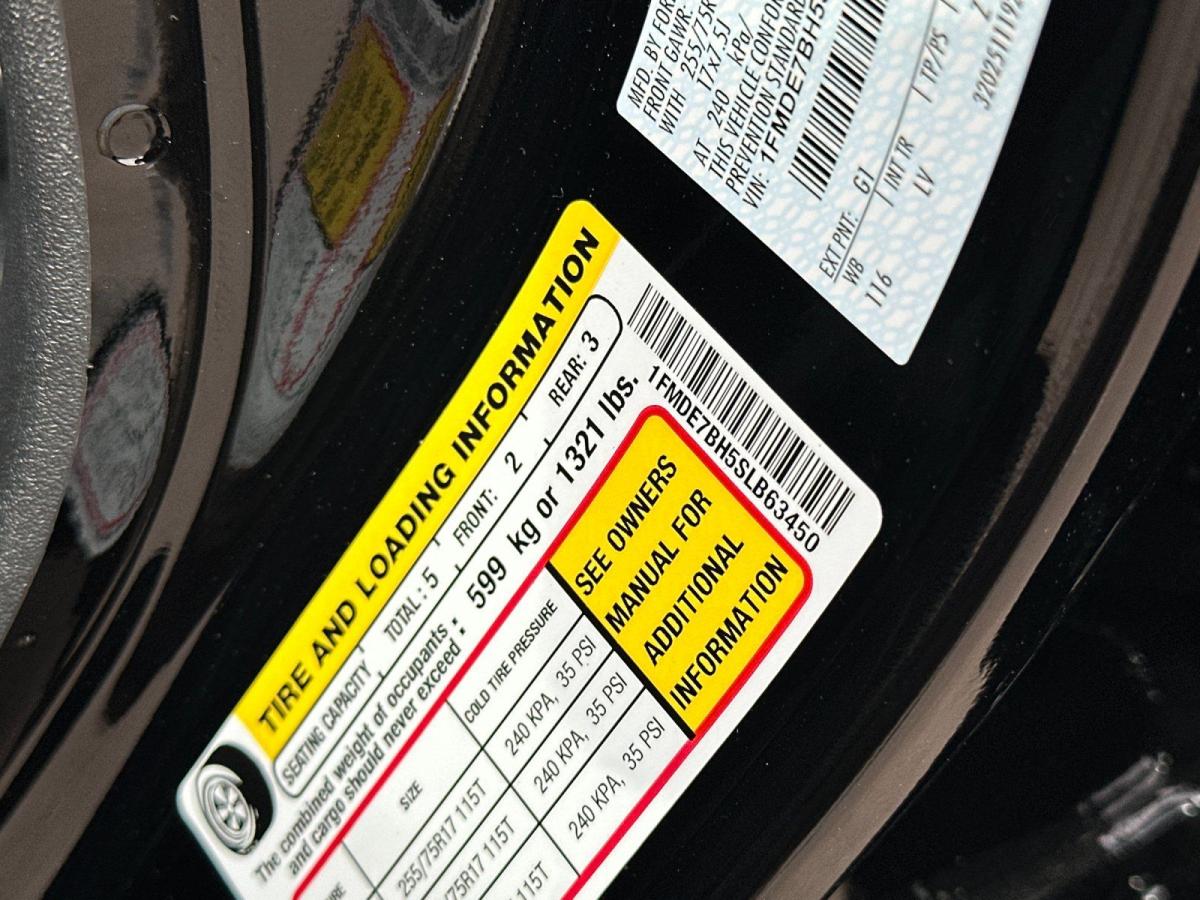 TIRE AND LOADING INFORMATION
SEATING CAPACITY TOTAL: 5 FRONT: 2 REAR: 3
The combined weight of occupants
and cargo should never exceed : 599 kg or 1321 lbs.
SIZE COLD TIRE PRESSURE
255/75R17 115T 240 KPA, 35 PSI
/75R17 115T 240 KPA, 35 PSI
115T 240 KPA, 35 PSI
SEE OWNERS
MANUAL FOR
ADDITIONAL
INFORMATION
1FMDE7BH5SLB63450
MFD. BY FOR
FRONT GAWR:
WITH 255/75R
17x7.5J
AT 240 kPa/
THIS VEHICLE CONFOR
PREVENTION STANDARD
VIN: 1FMDE7BH5
EXT PNT: G1
WB INT TR TP/PS
116 LV Z
3202511192